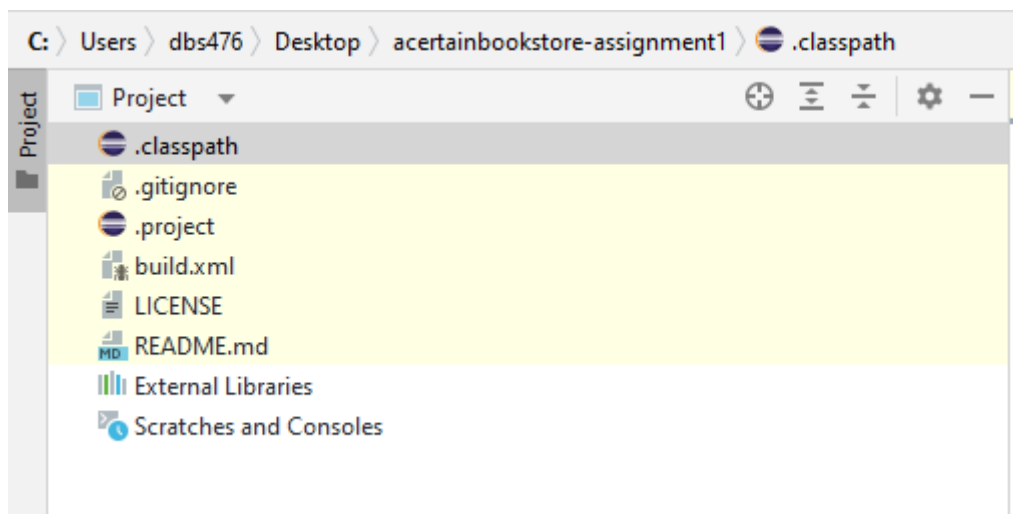 C: Users dbs476 Desktop acertainbookstore-assignment1 .classpath
Project
Project
.classpath
.gitignore
.project
build.xml
LICENSE
MD README.md
External Libraries
Scratches and Consoles